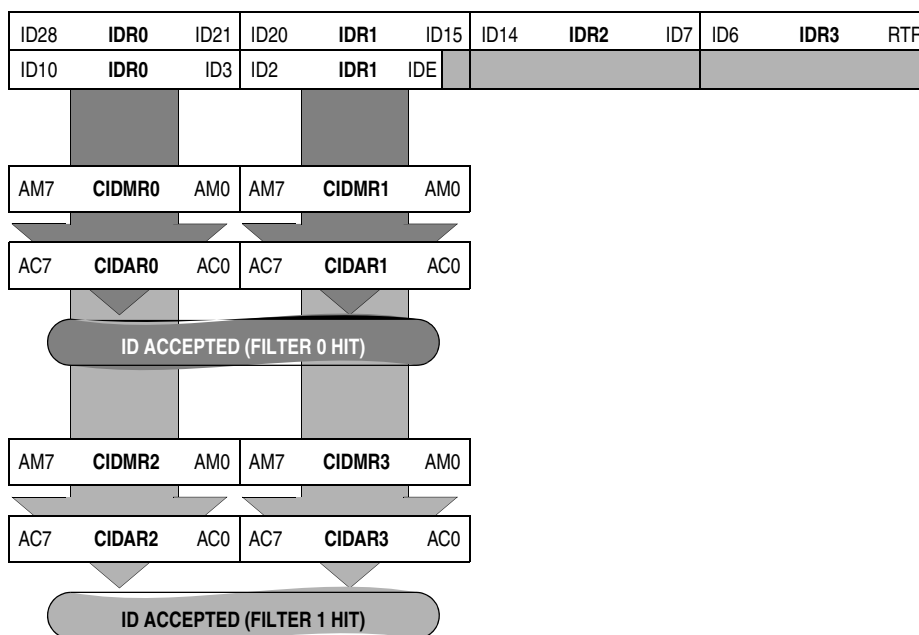 ID28 IDR0 ID21 ID20 IDR1 ID15 ID14 IDR2 ID7 ID6 IDR3 RTR
ID10 IDR0 ID3 ID2 IDR1 IDE
AM7 CIDMR0 AM0 AM7 CIDMR1 AM0
AC7 CIDAR0 AC0 AC7 CIDAR1 AC0
ID ACCEPTED (FILTER 0 HIT)
AM7 CIDMR2 AM0 AM7 CIDMR3 AM0
AC7 CIDAR2 AC0 AC7 CIDAR3 AC0
ID ACCEPTED (FILTER 1 HIT)